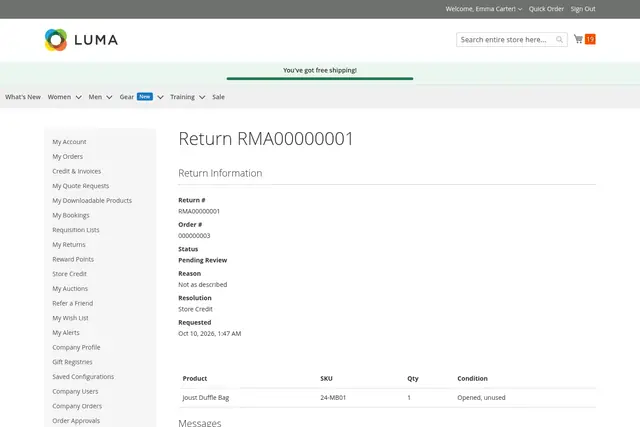 Welcome, Emma Carter! Quick Order Sign Out
LUMA
Search entire store here...
19
You've got free shipping!
What's New Women Men Gear New Training Sale
My Account
My Orders
Credit & Invoices
My Quote Requests
My Downloadable Products
My Bookings
Requisition Lists
My Returns
Reward Points
Store Credit
My Auctions
Refer a Friend
My Wish List
My Alerts
Company Profile
Gift Registries
Saved Configurations
Company Users
Company Orders
Order Approvals
Return RMA00000001
Return Information
Return #
RMA00000001
Order #
000000003
Status
Pending Review
Reason
Not as described
Resolution
Store Credit
Requested
Oct 10, 2026, 1:47 AM
Product SKU Qty Condition
Joust Duffle Bag 24-MB01 1 Opened, unused
Messages